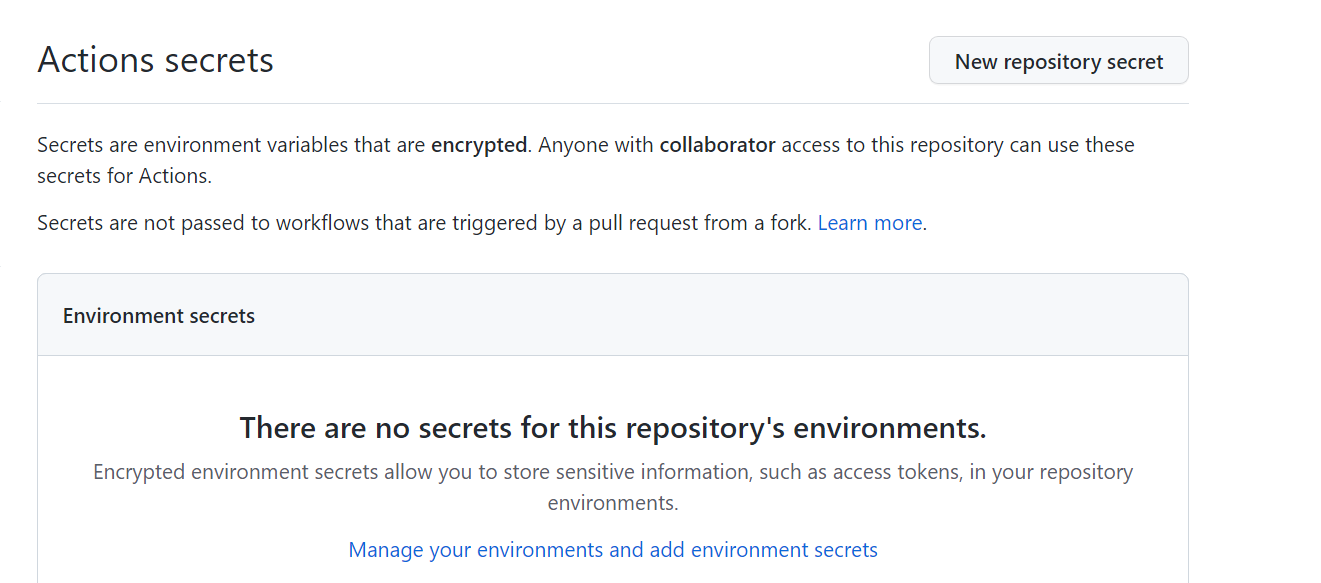 Actions secrets
New repository secret
Secrets are environment variables that are encrypted. Anyone with collaborator access to this repository can use these
secrets for Actions.
Secrets are not passed to workflows that are triggered by a pull request from a fork. Learn more.
Environment secrets
There are no secrets for this repository's environments.
Encrypted environment secrets allow you to store sensitive information, such as access tokens, in your repository
environments.
Manage your environments and add environment secrets